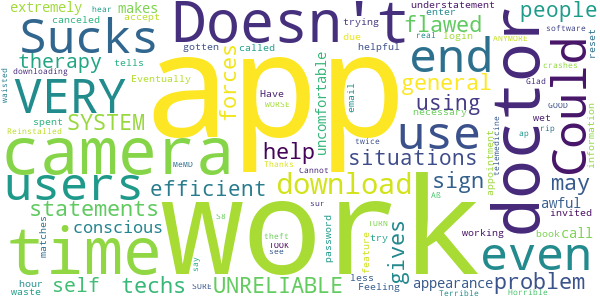 extremely
hear
canceled
makes
Sucks
Doesn't
understatement
accept
trying
flawed
people
enter
real
login
ANYMORE
software
gotten
due
therapy
tells
called
helpful
end
reset
crashes
downloading
Eventually
forces
app
Glad
GOOD
Have
uncomfortable
email
general
doctor
Could
waisted
VERY
WORSE
spent
SYSTEM
necessary
wet
ap
rip
information
Reinstalled
Thanks
twice
using
use
telemedicine
camera
help
Cannot
situations
even
appointment
users
efficient
download
sign
may
MeMD
statements
sur
awful
invited
conscious
S8
theft
TURN
A8
time
work
gives
book
call
matches
TOOK
password
feature
working
say
see
try
hour
self
techs
UNRELIABLE
less
appearance
problem
waste
SURE
Feeling
Terrible
Horrible